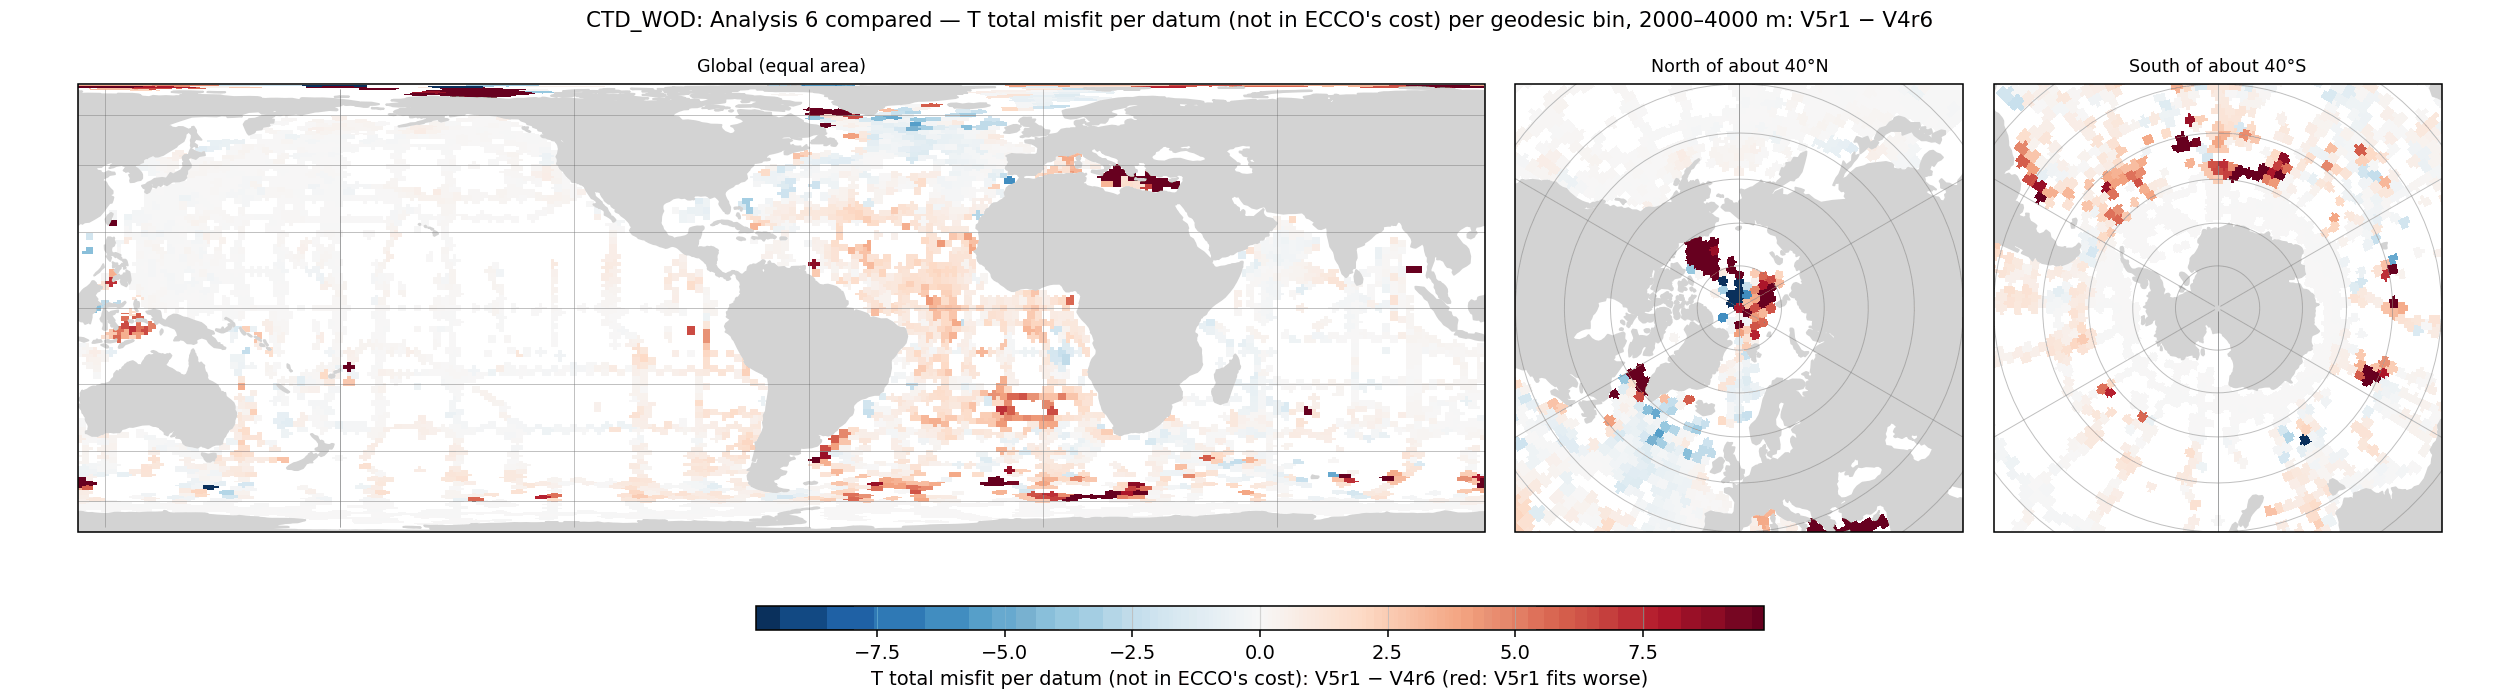 CTD_WOD: Analysis 6 compared — T total misfit per datum (not in ECCO's cost) per geodesic bin, 2000–4000 m: V5r1 − V4r6
Global (equal area)
North of about 40°N
South of about 40°S
−7.5 −5.0 −2.5 0.0 2.5 5.0 7.5
T total misfit per datum (not in ECCO's cost): V5r1 − V4r6 (red: V5r1 fits worse)